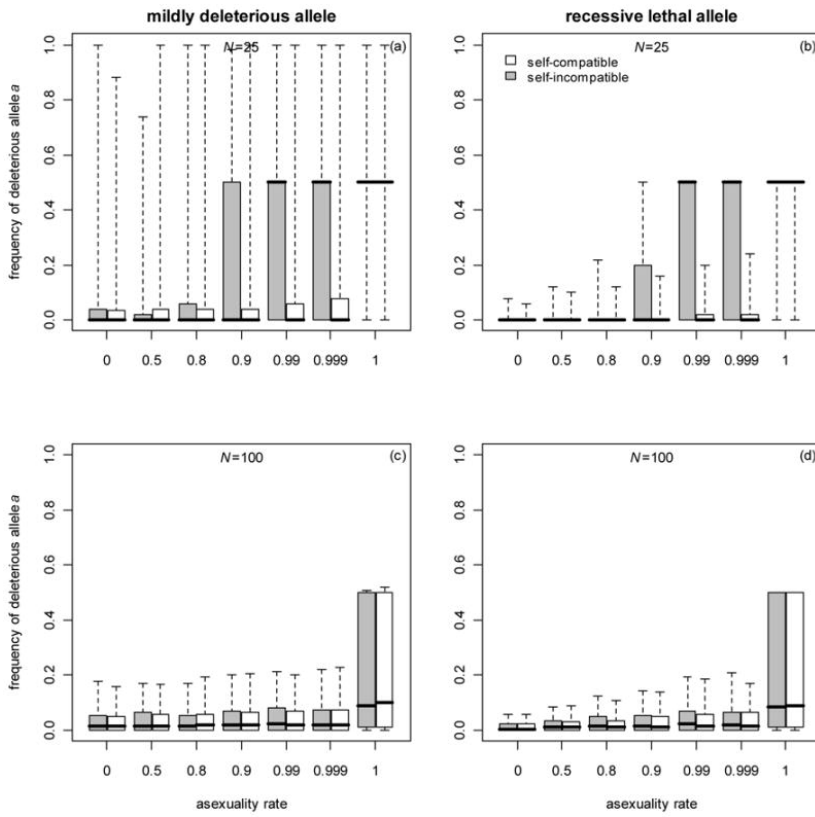 mildly deleterious allele
recessive lethal allele
N=25
(a)
frequency of deleterious allele a
1.0
0.8
0.6
0.4
0.2
0.0
0 0.5 0.8 0.9 0.99 0.999 1
N=25
(b)
self-compatible
self-incompatible
1.0
0.8
0.6
0.4
0.2
0.0
0 0.5 0.8 0.9 0.99 0.999 1
N=100
(c)
frequency of deleterious allele a
1.0
0.8
0.6
0.4
0.2
0.0
0 0.5 0.8 0.9 0.99 0.999 1
asexuality rate
N=100
(d)
1.0
0.8
0.6
0.4
0.2
0.0
0 0.5 0.8 0.9 0.99 0.999 1
asexuality rate